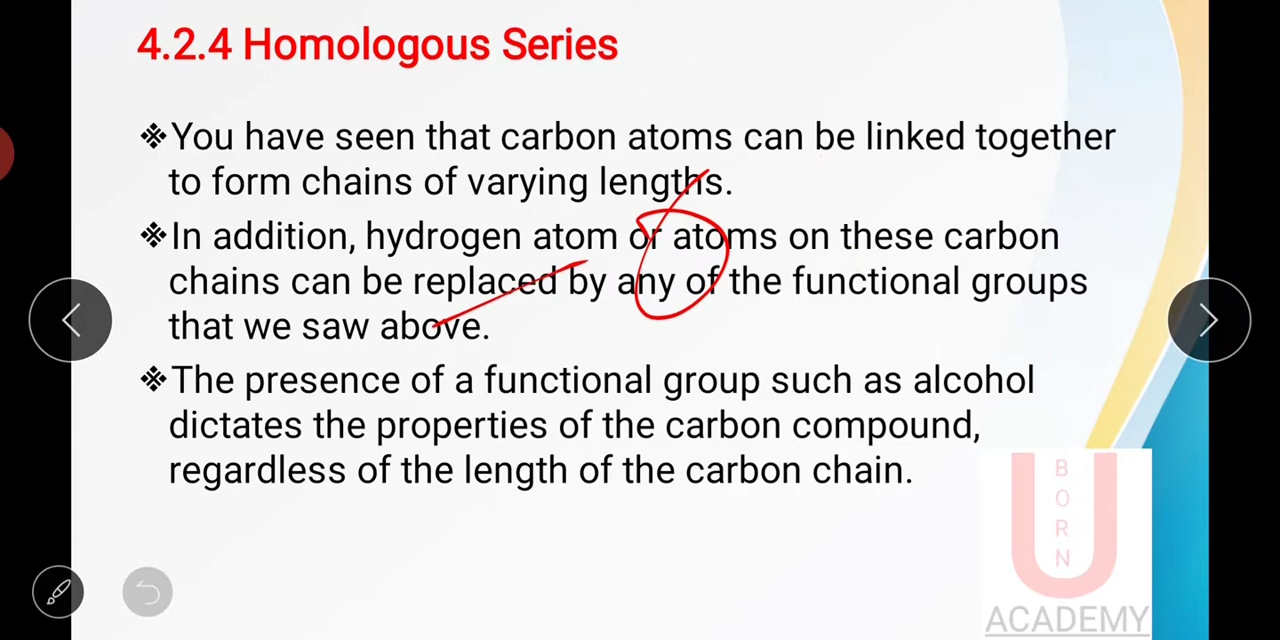 4.2.4 Homologous Series
❖You have seen that carbon atoms can be linked together
to form chains of varying lengths.
❖In addition, hydrogen atom or atoms on these carbon
chains can be replaced by any of the functional groups
that we saw above.
❖The presence of a functional group such as alcohol
dictates the properties of the carbon compound,
regardless of the length of the carbon chain.
U
BORN
ACADEMY